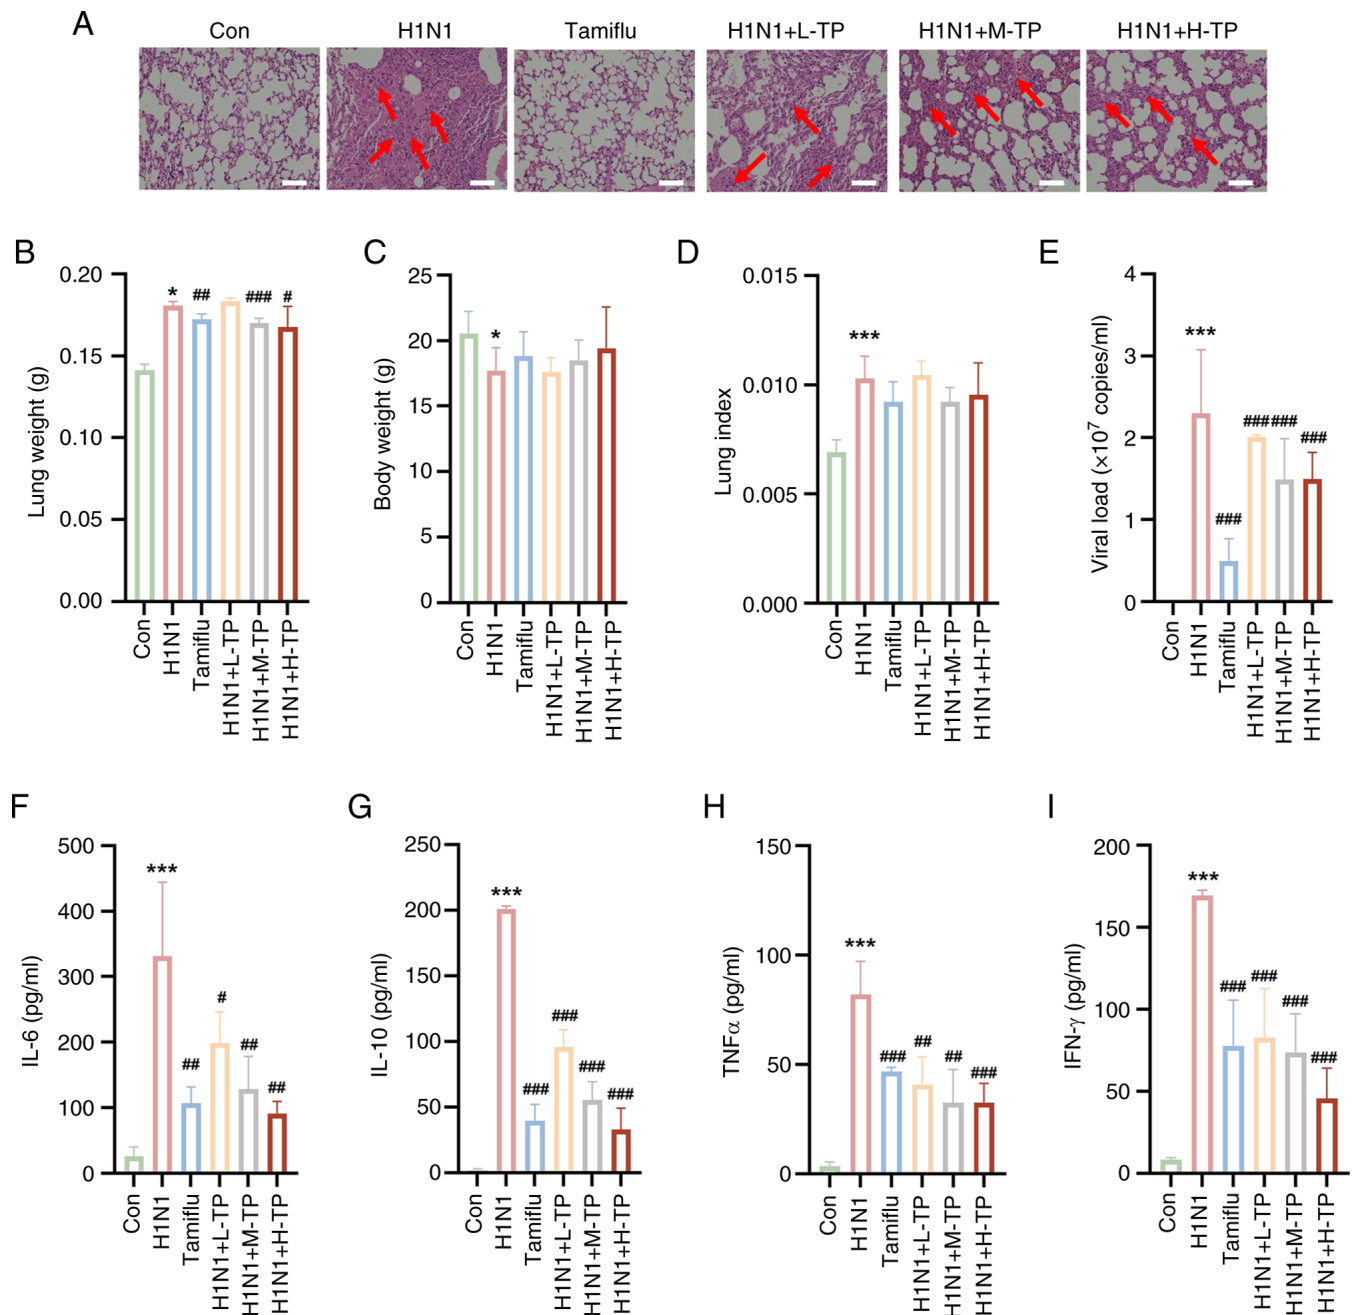 A
Con
H1N1
Tamiflu
H1N1+L-TP
H1N1+M-TP
H1N1+H-TP
B
Lung weight (g)
0.20
0.15
0.10
0.05
0.00
*
##
###
#
Con
H1N1
Tamiflu
H1N1+L-TP
H1N1+M-TP
H1N1+H-TP
C
Body weight (g)
25
20
15
10
5
0
*
Con
H1N1
Tamiflu
H1N1+L-TP
H1N1+M-TP
H1N1+H-TP
D
Lung index
0.015
0.010
0.005
0.000
***
Con
H1N1
Tamiflu
H1N1+L-TP
H1N1+M-TP
H1N1+H-TP
E
Viral load (×10⁷ copies/ml)
4
3
2
1
0
***
###
###
###
###
Con
H1N1
Tamiflu
H1N1+L-TP
H1N1+M-TP
H1N1+H-TP
F
IL-6 (pg/ml)
500
400
300
200
100
0
***
##
#
##
##
Con
H1N1
Tamiflu
H1N1+L-TP
H1N1+M-TP
H1N1+H-TP
G
IL-10 (pg/ml)
250
200
150
100
50
0
***
###
###
###
###
Con
H1N1
Tamiflu
H1N1+L-TP
H1N1+M-TP
H1N1+H-TP
H
TNFα (pg/ml)
150
100
50
0
***
###
##
##
###
Con
H1N1
Tamiflu
H1N1+L-TP
H1N1+M-TP
H1N1+H-TP
I
IFN-γ (pg/ml)
200
150
100
50
0
***
###
###
###
###
Con
H1N1
Tamiflu
H1N1+L-TP
H1N1+M-TP
H1N1+H-TP